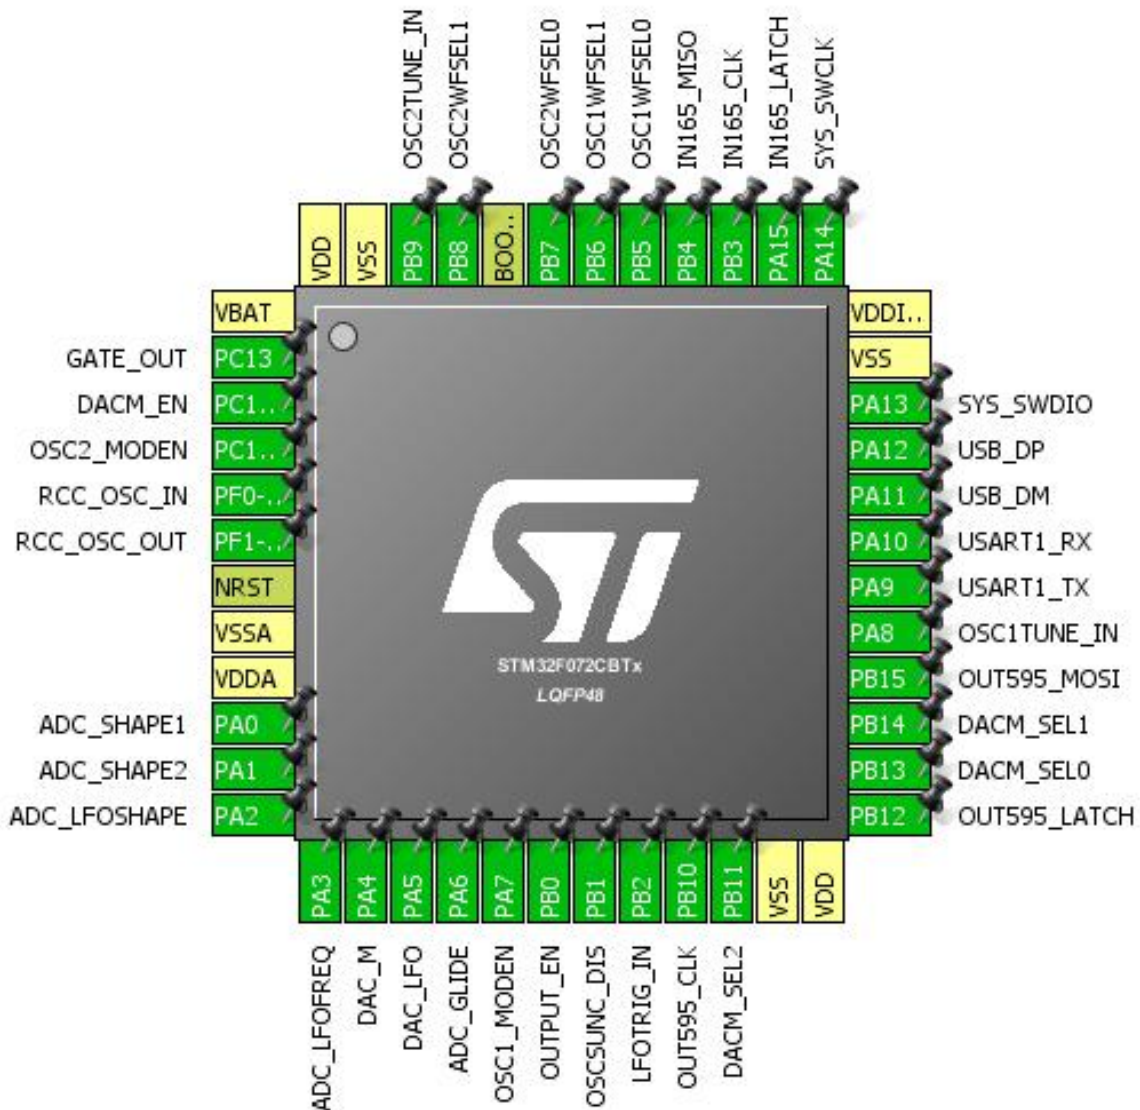 OSC2TUNE_IN
OSC2WFSEL1
OSC2WFSEL0
OSC1WFSEL1
OSC1WFSEL0
IN165_MISO
IN165_CLK
IN165_LATCH
SYS_SWCLK
VDD
VSS
PB9
PB8
BOO..
PB7
PB6
PB5
PB4
PB3
PA15
PA14
VBAT
GATE_OUT PC13
DACM_EN PC1..
OSC2_MODEN PC1..
RCC_OSC_IN PF0-..
RCC_OSC_OUT PF1-..
NRST
VSSA
VDDA
ADC_SHAPE1 PA0
ADC_SHAPE2 PA1
ADC_LFOSHAPE PA2
ST
STM32F072CBTx
LQFP48
VDDI..
VSS
PA13 SYS_SWDIO
PA12 USB_DP
PA11 USB_DM
PA10 USART1_RX
PA9 USART1_TX
PA8 OSC1TUNE_IN
PB15 OUT595_MOSI
PB14 DACM_SEL1
PB13 DACM_SEL0
PB12 OUT595_LATCH
PA3
PA4
PA5
PA6
PA7
PB0
PB1
PB2
PB10
PB11
VSS
VDD
ADC_LFOFREQ
DAC_M
DAC_LFO
ADC_GLIDE
OSC1_MODEN
OUTPUT_EN
OSCSUNC_DIS
LFOTRIG_IN
OUT595_CLK
DACM_SEL2